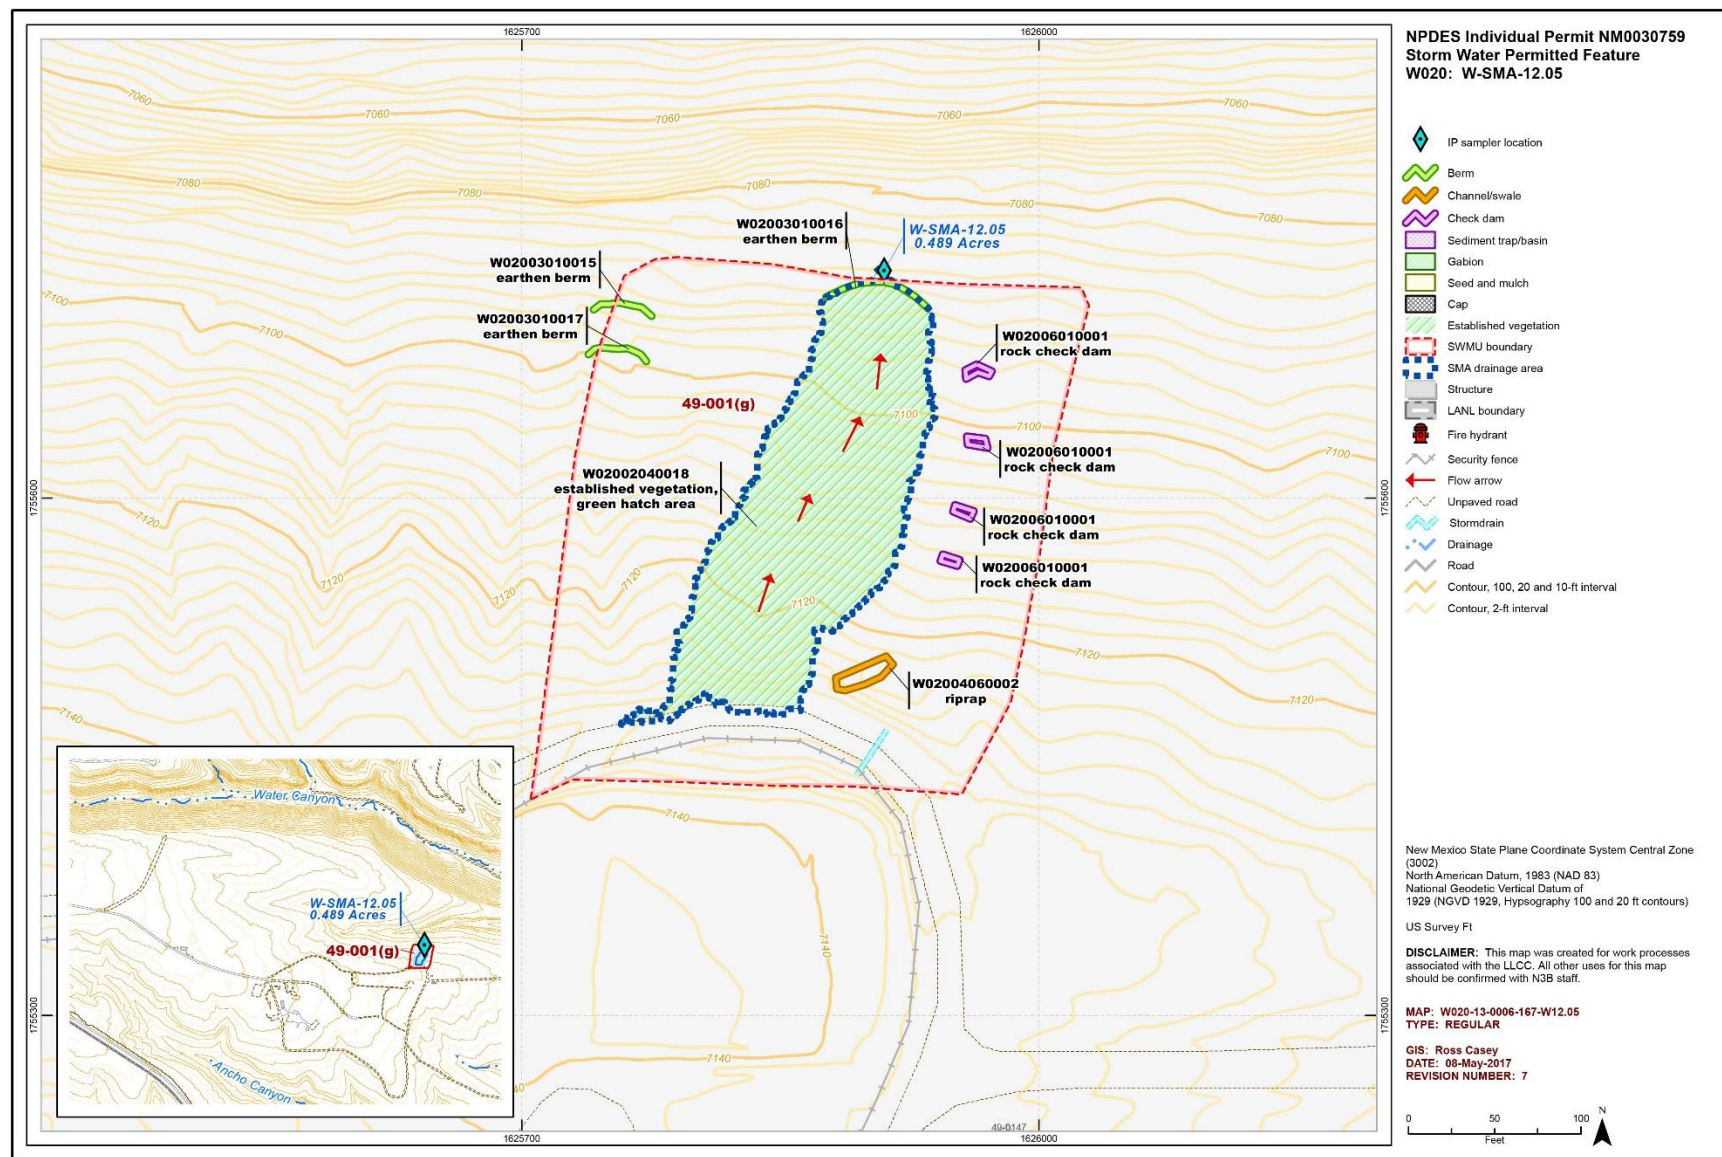 1625700
1626000
NPDES Individual Permit NM0030759
Storm Water Permitted Feature
W020: W-SMA-12.05
IP sampler location
Berm
Channel/swale
Check dam
Sediment trap/basin
Gabion
Seed and mulch
Cap
Established vegetation
SWMU boundary
SMA drainage area
Structure
LANL boundary
Fire hydrant
Security fence
Flow arrow
Unpaved road
Stormdrain
Drainage
Road
Contour, 100, 20 and 10-ft interval
Contour, 2-ft interval
7060
7060
7060
7060
7080
7080
7080
7080
W02003010016
earthen berm
W-SMA-12.05
0.489 Acres
W02003010015
earthen berm
W02003010017
earthen berm
7100
7100
W02006010001
rock check dam
49-001(g)
7100
7100
7100
W02006010001
rock check dam
W02002040018
established vegetation,
green hatch area
1755600
1755600
7120
W02006010001
rock check dam
W02006010001
rock check dam
7120
7120
7120
7120
7120
W02004060002
riprap
7140
7140
7140
7140
Water Canyon
W-SMA-12.05
0.489 Acres
49-001(g)
Ancho Canyon
1755300
1755300
49-0147
1625700
1626000
New Mexico State Plane Coordinate System Central Zone
(3002)
North American Datum, 1983 (NAD 83)
National Geodetic Vertical Datum of
1929 (NGVD 1929, Hypsography 100 and 20 ft contours)
US Survey Ft
DISCLAIMER: This map was created for work processes
associated with the LLCC. All other uses for this map
should be confirmed with N3B staff.
MAP: W020-13-0006-167-W12.05
TYPE: REGULAR
GIS: Ross Casey
DATE: 08-May-2017
REVISION NUMBER: 7
0 50 100
Feet
N